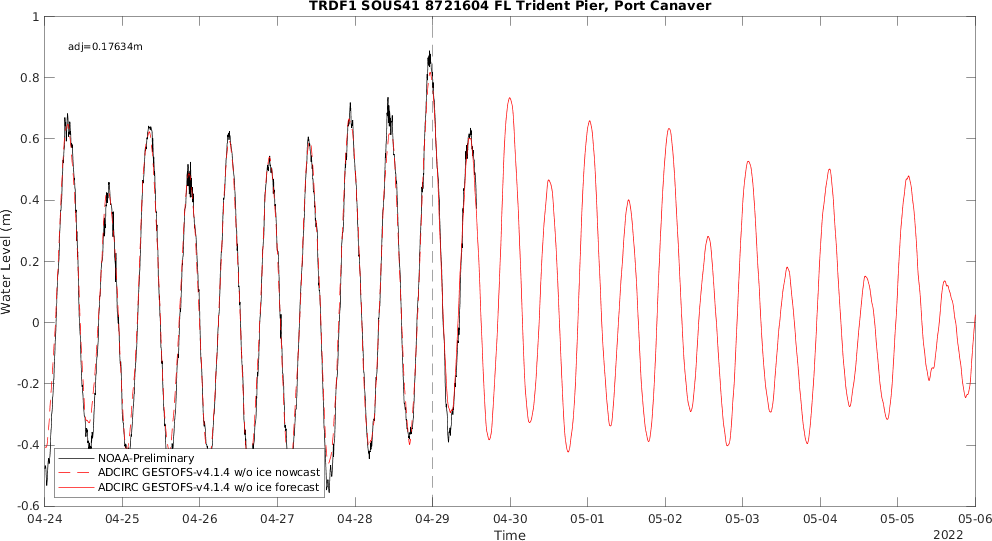 TRDF1 SOUS41 8721604 FL Trident Pier, Port Canaver
adj=0.17634m
1
0.8
0.6
0.4
0.2
0
-0.2
-0.4
-0.6
Water Level (m)
NOAA-Preliminary
ADCIRC GESTOFS-v4.1.4 w/o ice nowcast
ADCIRC GESTOFS-v4.1.4 w/o ice forecast
04-24 04-25 04-26 04-27 04-28 04-29 04-30 05-01 05-02 05-03 05-04 05-05 05-06
Time
2022